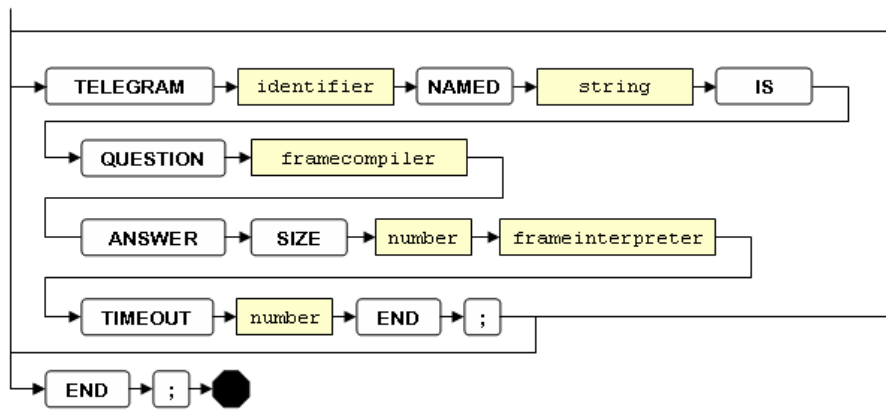 TELEGRAM identifier NAMED string IS
QUESTION framecompiler
ANSWER SIZE number frameinterpreter
TIMEOUT number END ;
END ;